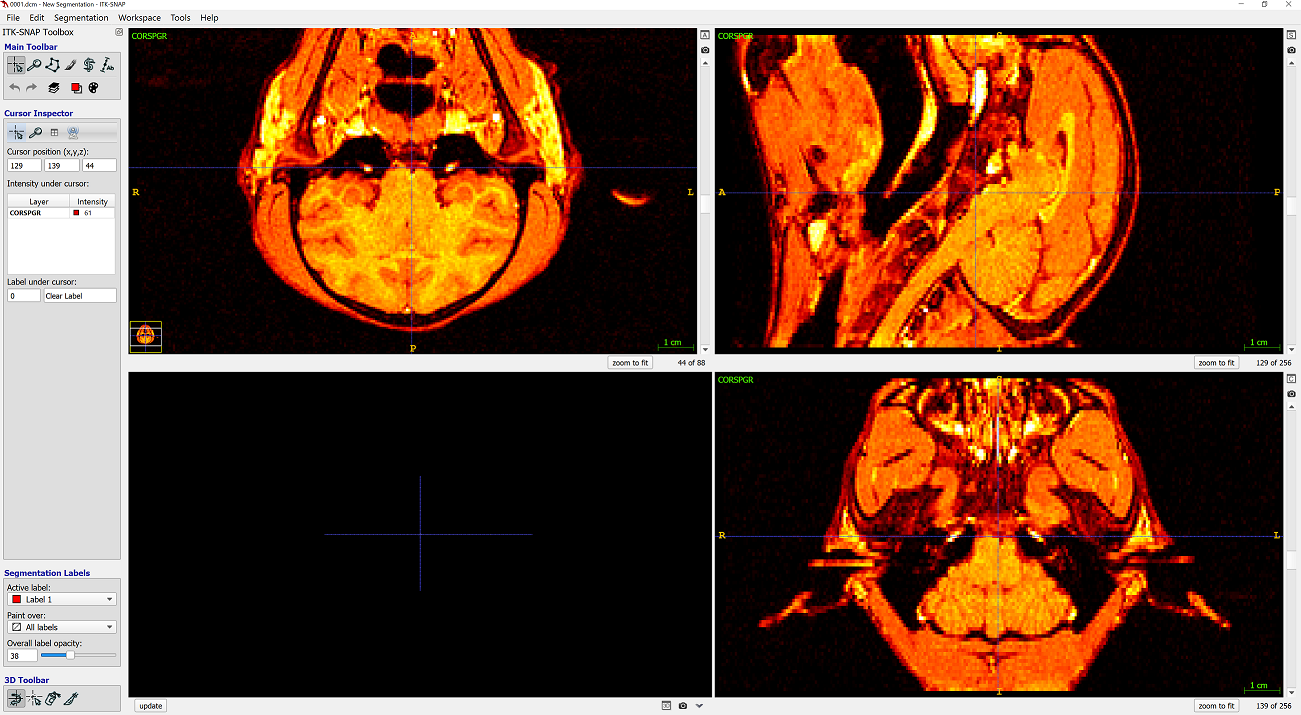 0001.dcm - New Segmentation - ITK-SNAP
File Edit Segmentation Workspace Tools Help
ITK-SNAP Toolbox
Main Toolbar
Ab
Cursor Inspector
Cursor position (x,y,z):
129 139 44
Intensity under cursor:
Layer Intensity
CORSPGR 61
Label under cursor:
0 Clear Label
Segmentation Labels
Active label:
Label 1
Paint over:
All labels
Overall label opacity:
38
3D Toolbar
CORSPGR
A
R
L
P
1 cm
A
zoom to fit 44 of 88
CORSPGR
S
A
P
I
1 cm
S
zoom to fit 129 of 256
update
3D
CORSPGR
S
R
L
I
1 cm
C
zoom to fit 139 of 256